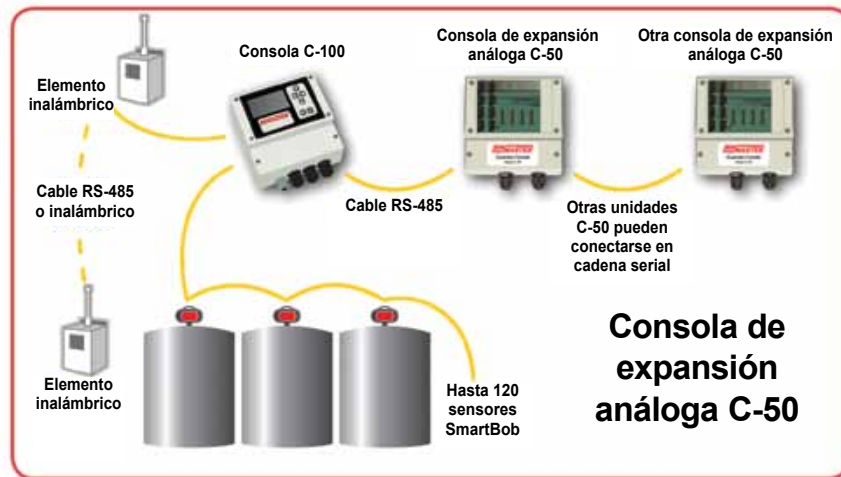 Elemento
inalámbrico
Consola C-100
Consola de expansión
análoga C-50
Otra consola de expansión
análoga C-50
Cable RS-485
o inalámbrico
Cable RS-485
Otras unidades
C-50 pueden
conectarse en
cadena serial
Elemento
inalámbrico
Hasta 120
sensores
SmartBob
Consola de
expansión
análoga C-50